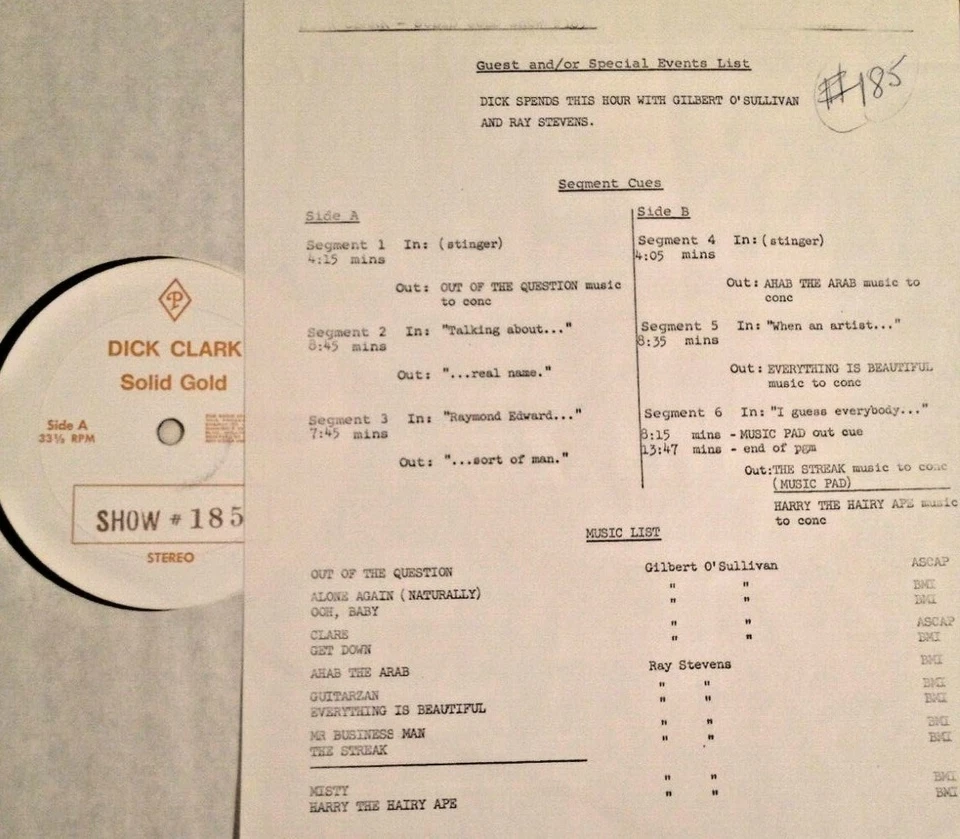 Guest and/or Special Events List
#185
DICK SPENDS THIS HOUR WITH GILBERT O'SULLIVAN
AND RAY STEVENS.
Segment Cues
Side A
Segment 1 In: (stinger)
4:15 mins
Out: OUT OF THE QUESTION music
to conc
Segment 2 In: "Talking about..."
8:45 mins
Out: "...real name."
Segment 3 In: "Raymond Edward..."
7:45 mins
Out: "...sort of man."
Side B
Segment 4 In: (stinger)
4:05 mins
Out: AHAB THE ARAB music to
conc
Segment 5 In: "When an artist..."
8:35 mins
Out: EVERYTHING IS BEAUTIFUL
music to conc
Segment 6 In: "I guess everybody..."
8:15 mins - MUSIC PAD out cue
13:47 mins - end of pgm
Out: THE STREAK music to conc
(MUSIC PAD)
HARRY THE HAIRY APE music
to conc
MUSIC LIST
OUT OF THE QUESTION Gilbert O'Sullivan ASCAP
ALONE AGAIN (NATURALLY) " " BMI
OOH, BABY " " BMI
CLARE " " ASCAP
GET DOWN " " BMI
AHAB THE ARAB Ray Stevens BMI
GUITARZAN " " BMI
EVERYTHING IS BEAUTIFUL " " BMI
MR BUSINESS MAN " " BMI
THE STREAK " " BMI
MISTY " " BMI
HARRY THE HAIRY APE " " BMI
P
DICK CLARK
Solid Gold
Side A
33⅓ RPM
SHOW # 185
STEREO